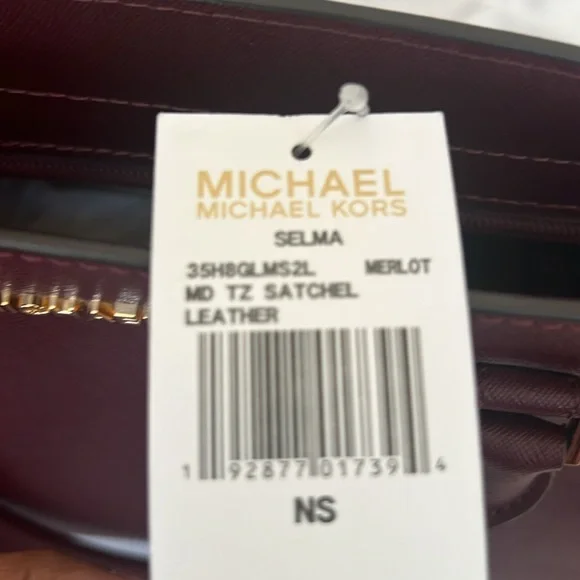 MICHAEL
MICHAEL KORS
SELMA
35H8GLMS2L MERLOT
MD TZ SATCHEL
LEATHER
1 92877 01739 4
NS